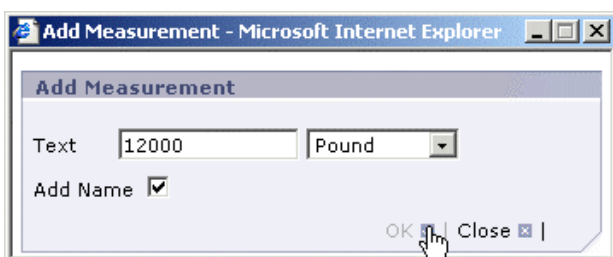 Add Measurement - Microsoft Internet Explorer
Add Measurement
Text 12000 Pound
Add Name
OK | Close |